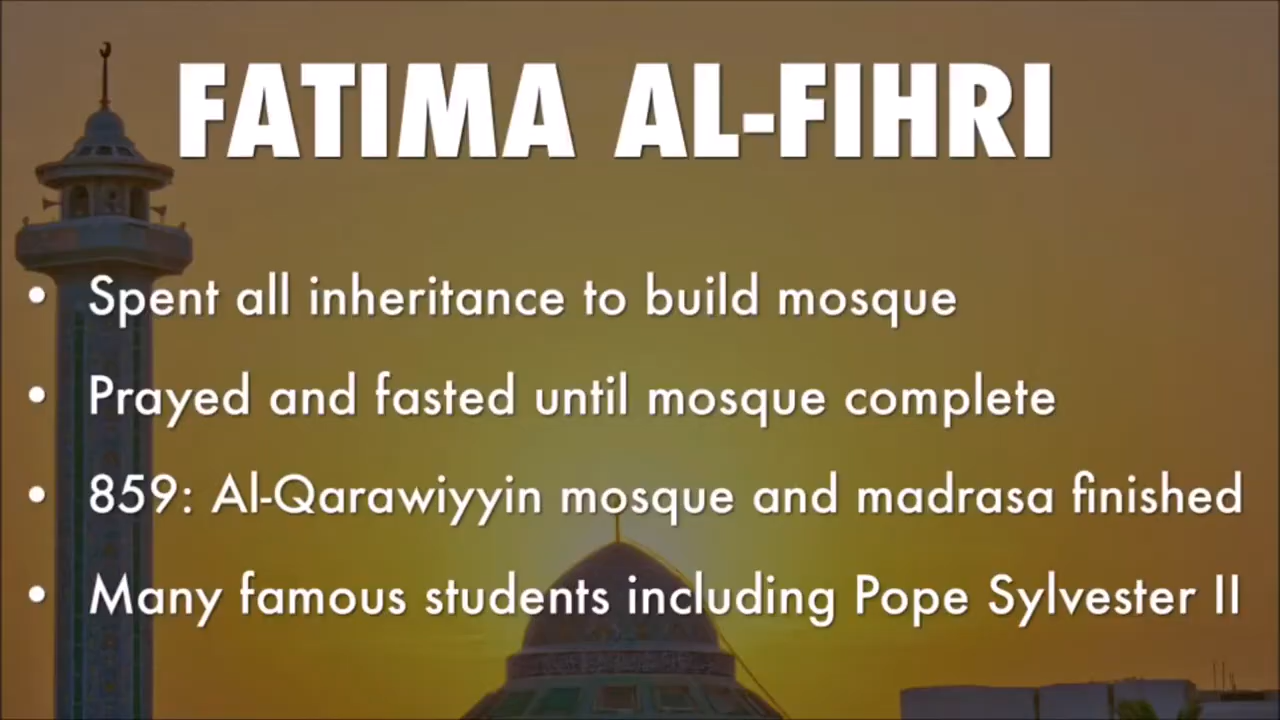 FATIMA AL-FIHRI
• Spent all inheritance to build mosque
• Prayed and fasted until mosque complete
• 859: Al-Qarawiyyin mosque and madrasa finished
• Many famous students including Pope Sylvester II